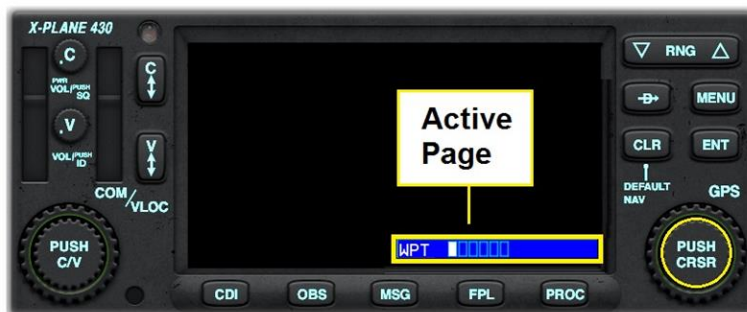 X-PLANE 430
.C
PWR
VOL/PUSH
SQ
C
.V
VOL/PUSH
ID
V
COM/VLOC
PUSH
C/V
Active
Page
WPT
RNG
D
MENU
CLR
ENT
DEFAULT
NAV
GPS
PUSH
CRSR
CDI
OBS
MSG
FPL
PROC